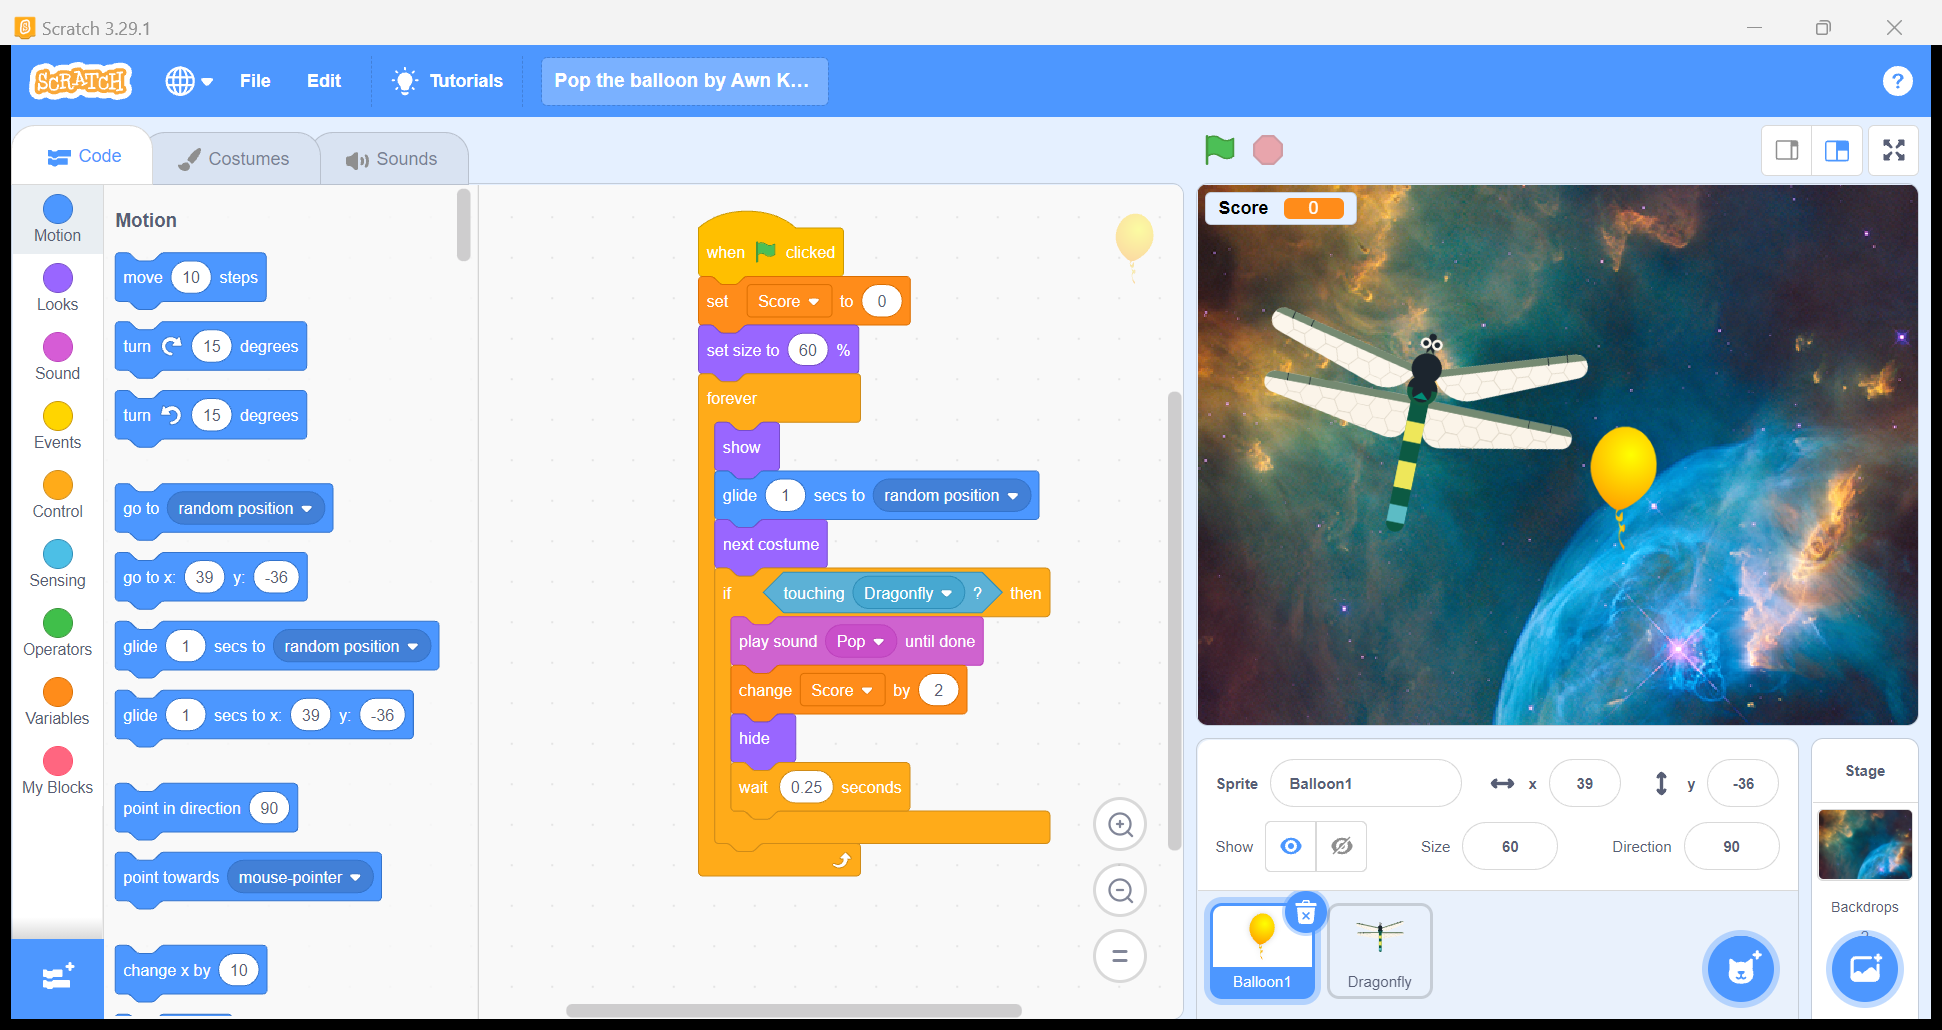 Scratch 3.29.1
SCRATCH
File
Edit
Tutorials
Pop the balloon by Awn K...
?
Code
Costumes
Sounds
Motion
Looks
Sound
Events
Control
Sensing
Operators
Variables
My Blocks
Motion
move 10 steps
turn 15 degrees
turn 15 degrees
go to random position
go to x: 39 y: -36
glide 1 secs to random position
glide 1 secs to x: 39 y: -36
point in direction 90
point towards mouse-pointer
change x by 10
when clicked
set Score to 0
set size to 60 %
forever
show
glide 1 secs to random position
next costume
if touching Dragonfly ? then
play sound Pop until done
change Score by 2
hide
wait 0.25 seconds
Score 0
Sprite Balloon1 x 39 y -36
Show Size 60 Direction 90
Balloon1
Dragonfly
Stage
Backdrops